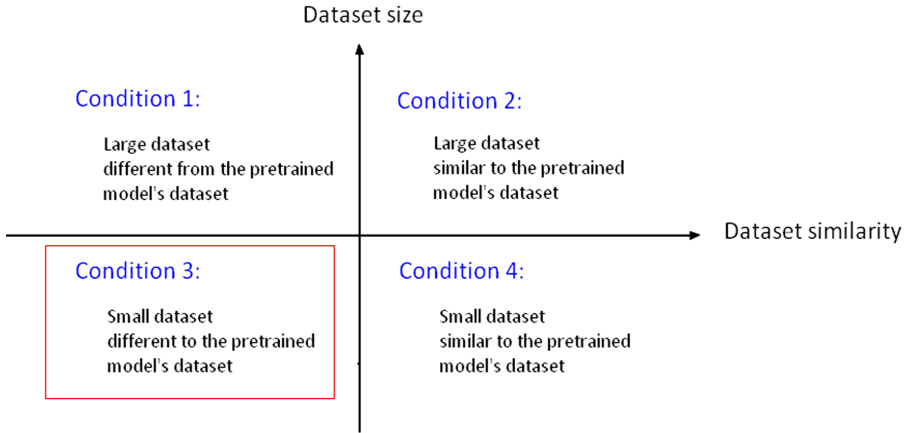 Dataset size
Condition 1:
Large dataset
different from the pretrained
model's dataset
Condition 2:
Large dataset
similar to the pretrained
model's dataset
Dataset similarity
Condition 3:
Small dataset
different to the pretrained
model's dataset
Condition 4:
Small dataset
similar to the pretrained
model's dataset